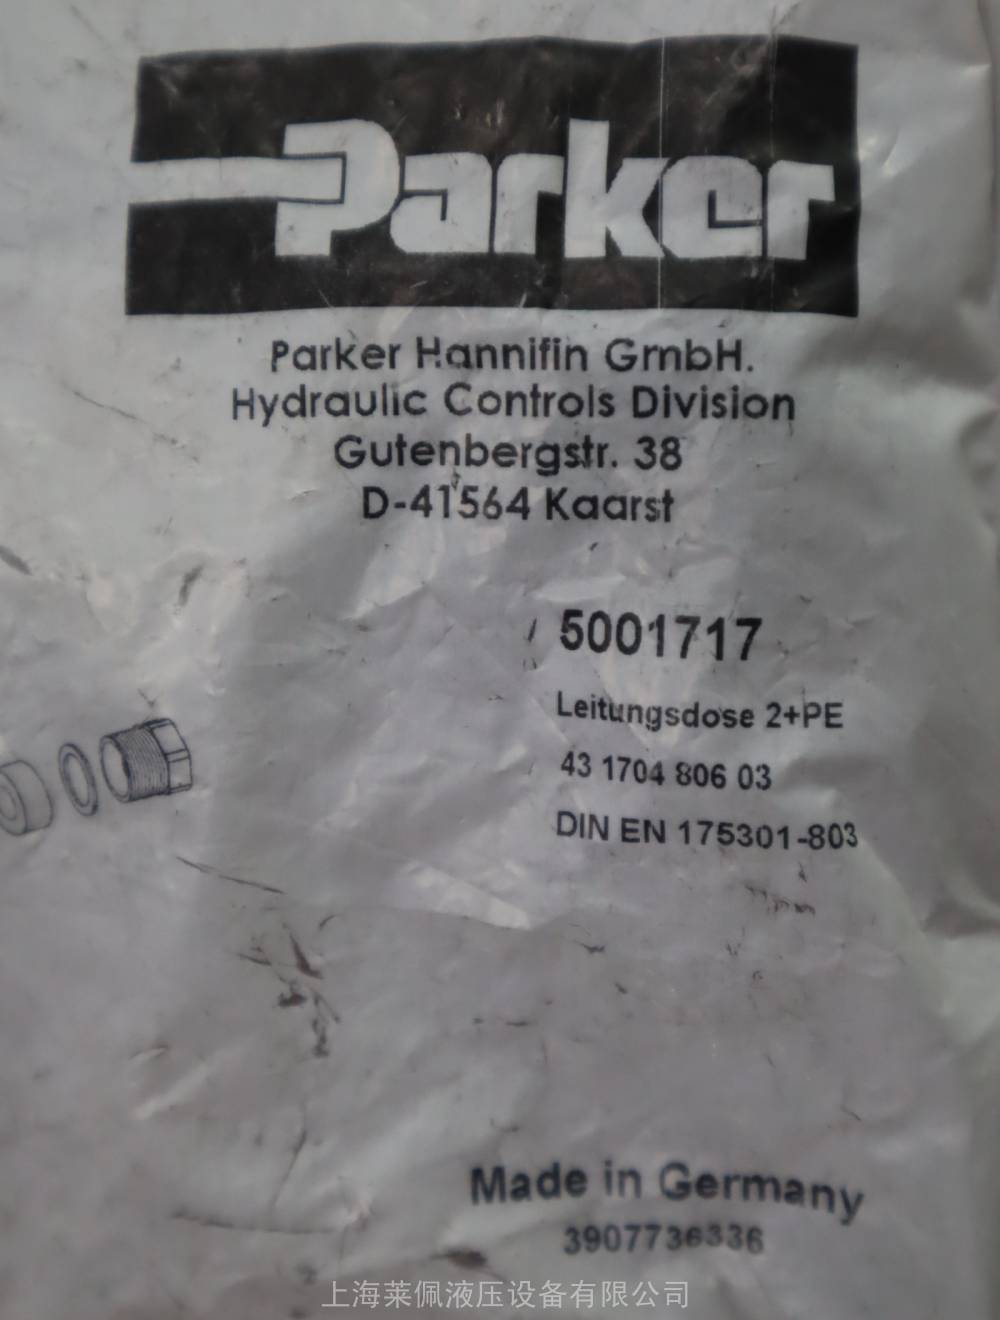 Parker
Parker Hannifin GmbH.
Hydraulic Controls Division
Gutenbergstr. 38
D-41564 Kaarst
5001717
Leitungsdose 2+PE
43 1704 806 03
DIN EN 175301-803
Made in Germany
3907736336
上海莱佩液压设备有限公司